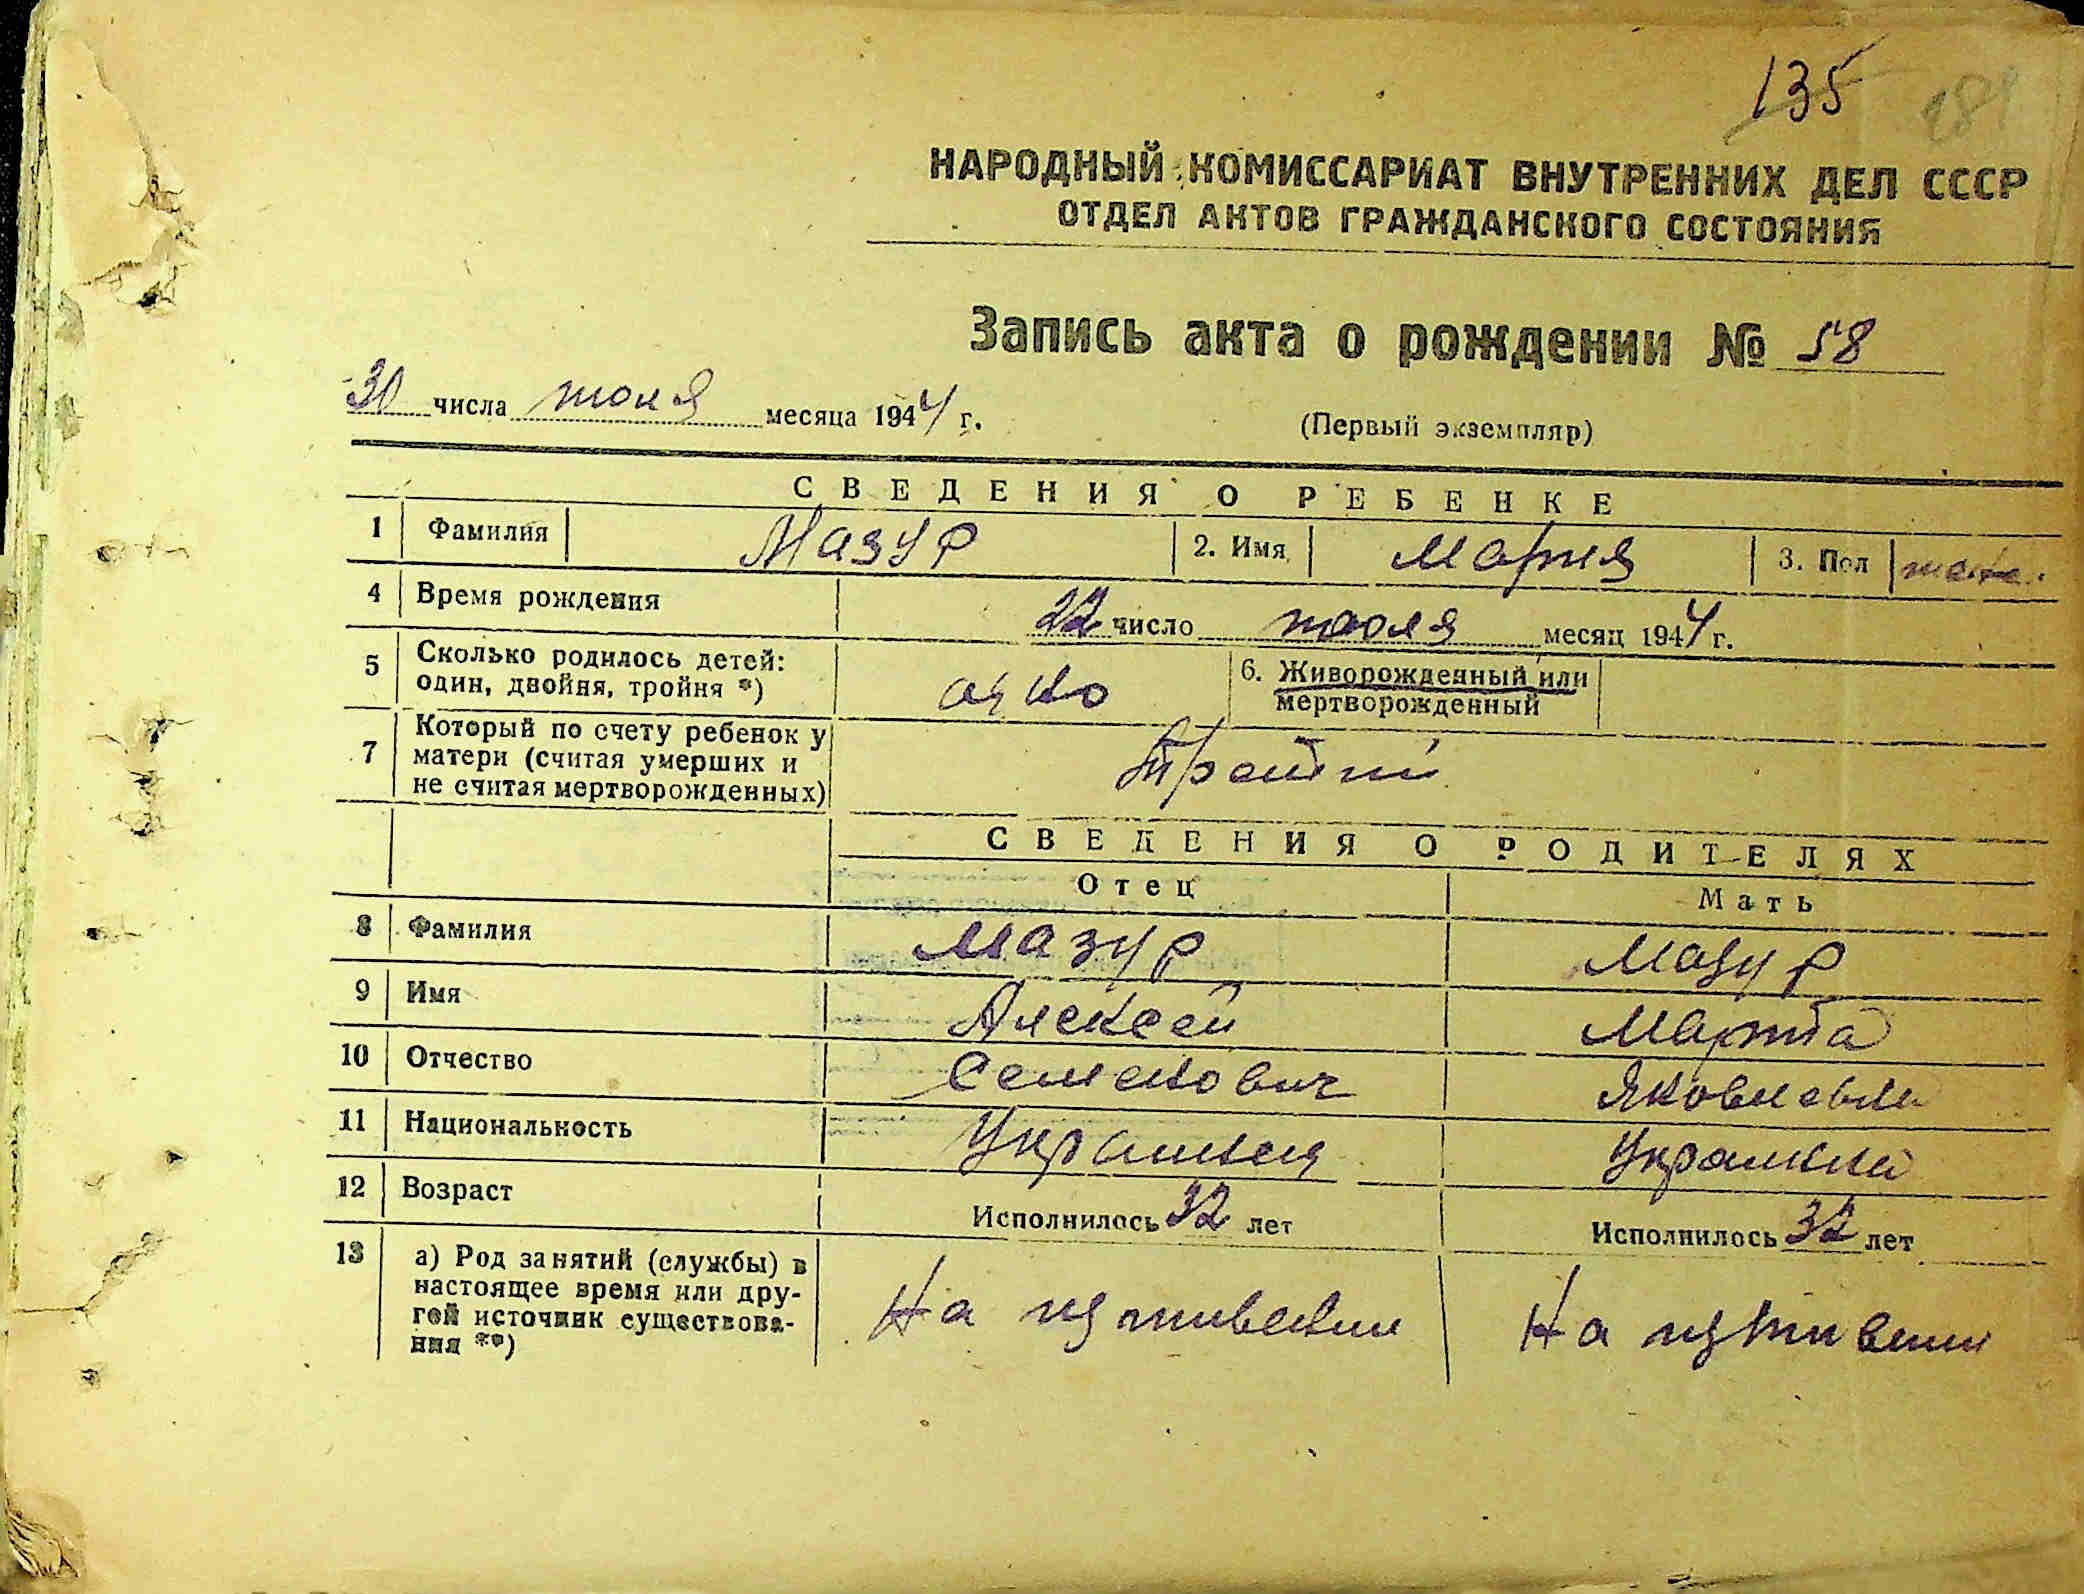 135
НАРОДНЫЙ КОМИССАРИАТ ВНУТРЕННИХ ДЕЛ СССР
ОТДЕЛ АКТОВ ГРАЖДАНСКОГО СОСТОЯНИЯ
Запись акта о рождении № 58
30 числа июля месяца 1944 г.
(Первый экземпляр)
СВЕДЕНИЯ О РЕБЕНКЕ
1 Фамилия Мазур 2. Имя Мария 3. Пол
4 Время рождения 22 число июля месяц 1944 г.
5 Сколько родилось детей: один, двойня, тройня *) одно 6. Живорожденный или мертворожденный
7 Который по счету ребенок у матери (считая умерших и не считая мертворожденных)
СВЕДЕНИЯ О РОДИТЕЛЯХ
Отец Мать
8 Фамилия Мазур Мазур
9 Имя Алексей Марта
10 Отчество Семенович Яковлевна
11 Национальность
12 Возраст Исполнилось 32 лет Исполнилось 32 лет
13 а) Род занятий (службы) в настоящее время или другой источник существования **) На иждивении На иждивении